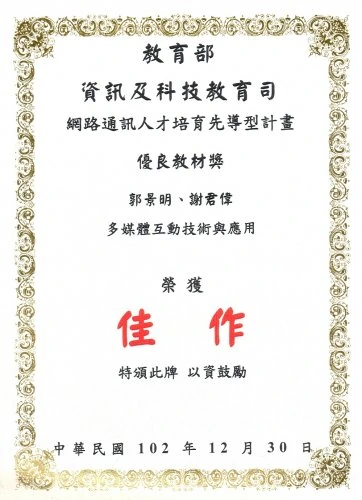 教育部
資訊及科技教育司
網路通訊人才培育先導型計畫
優良教材獎
郭景明、謝君偉
多媒體互動技術與應用
榮獲
佳作
特頒此牌 以資鼓勵
中華民國 102 年 12 月 30 日